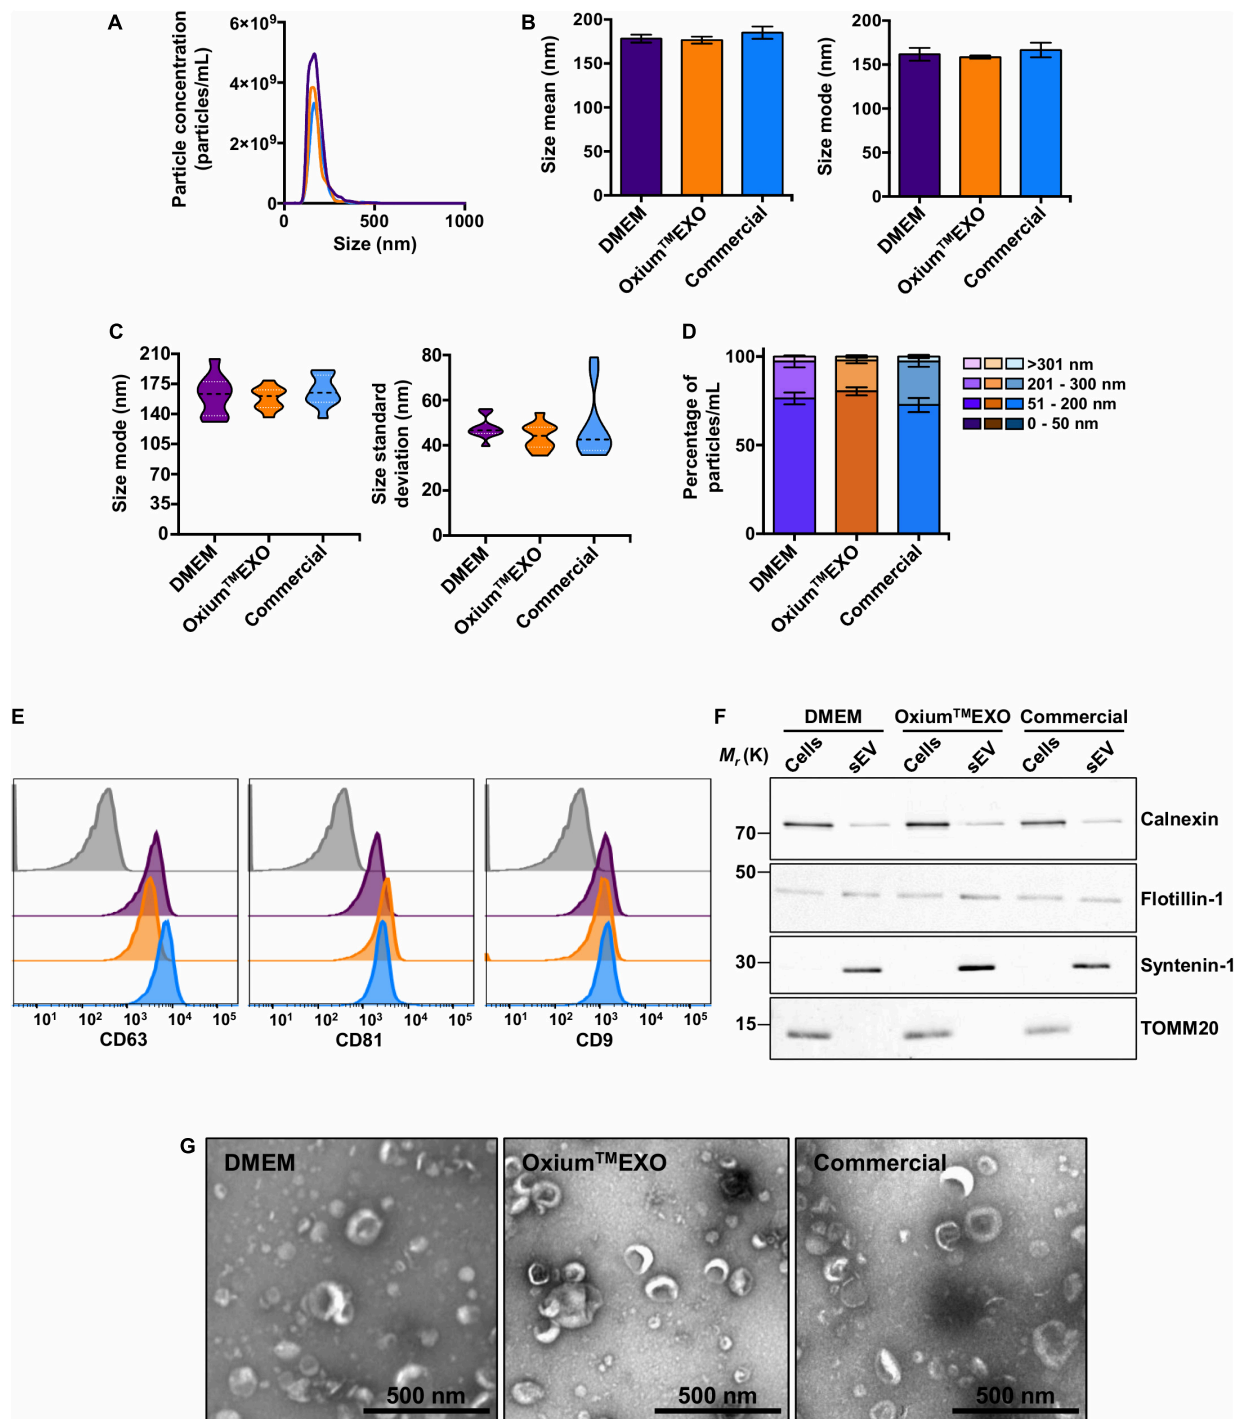 A
Particle concentration
(particles/mL)
6×10⁹
4×10⁹
2×10⁹
0
0
500
1000
Size (nm)
B
Size mean (nm)
200
150
100
50
0
DMEM
Oxium™EXO
Commercial
Size mode (nm)
200
150
100
50
0
DMEM
Oxium™EXO
Commercial
C
Size mode (nm)
210
175
140
105
70
35
0
DMEM
Oxium™EXO
Commercial
Size standard
deviation (nm)
80
60
40
20
0
DMEM
Oxium™EXO
Commercial
D
Percentage of
particles/mL
100
50
0
DMEM
Oxium™EXO
Commercial
>301 nm
201 - 300 nm
51 - 200 nm
0 - 50 nm
E
10¹ 10² 10³ 10⁴ 10⁵
CD63
10¹ 10² 10³ 10⁴ 10⁵
CD81
10¹ 10² 10³ 10⁴ 10⁵
CD9
F
DMEM Oxium™EXO Commercial
Mr (K) Cells sEV Cells sEV Cells sEV
70 Calnexin
50
Flotillin-1
30 Syntenin-1
15 TOMM20
G
DMEM
500 nm
Oxium™EXO
500 nm
Commercial
500 nm